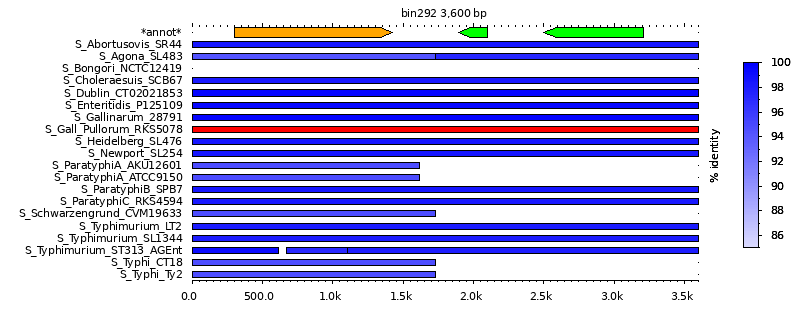 bin292 3,600 bp
*annot*
S_Abortusovis_SR44
S_Agona_SL483
S_Bongori_NCTC12419
S_Choleraesuis_SCB67
S_Dublin_CT02021853
S_Enteritidis_P125109
S_Gallinarum_28791
S_Gall_Pullorum_RKS5078
S_Heidelberg_SL476
S_Newport_SL254
S_ParatyphiA_AKU12601
S_ParatyphiA_ATCC9150
S_ParatyphiB_SPB7
S_ParatyphiC_RKS4594
S_Schwarzengrund_CVM19633
S_Typhimurium_LT2
S_Typhimurium_SL1344
S_Typhimurium_ST313_AGEnt
S_Typhi_CT18
S_Typhi_Ty2
0.0 500.0 1.0k 1.5k 2.0k 2.5k 3.0k 3.5k
% identity
100
98
96
94
92
90
88
86